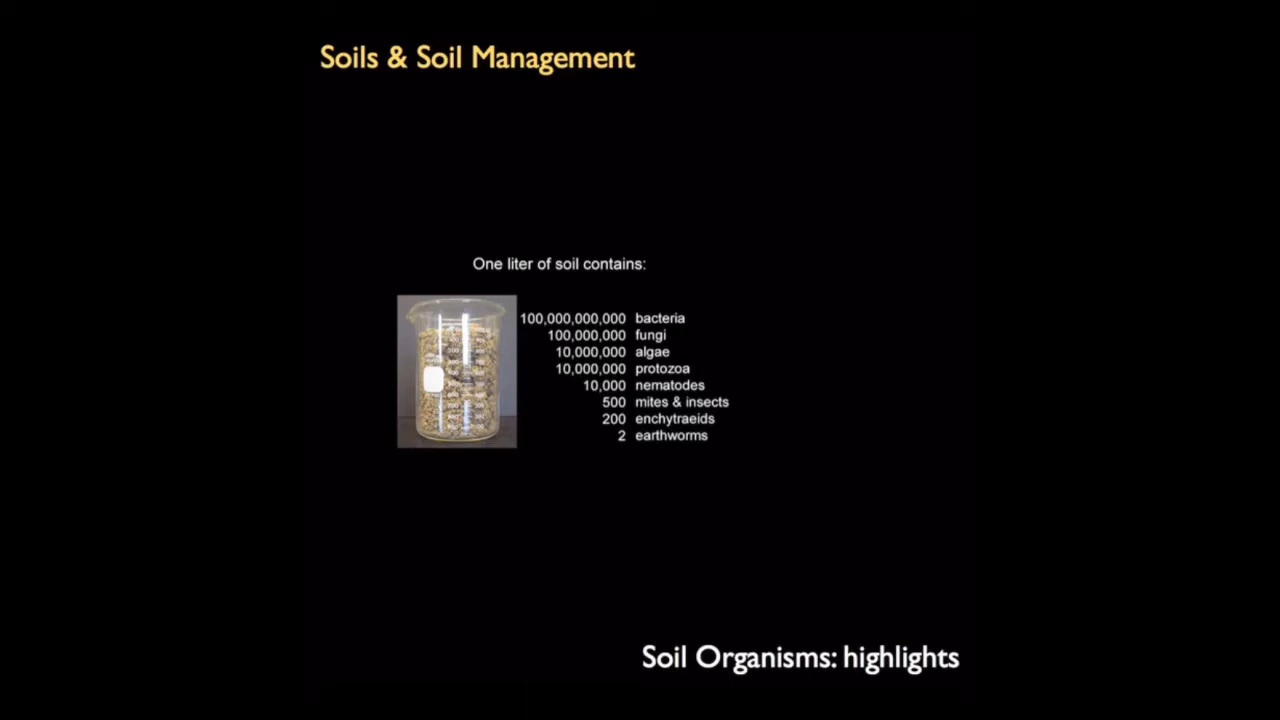 Soils & Soil Management
One liter of soil contains:
100,000,000,000 bacteria
100,000,000 fungi
10,000,000 algae
10,000,000 protozoa
10,000 nematodes
500 mites & insects
200 enchytraeids
2 earthworms
Soil Organisms: highlights